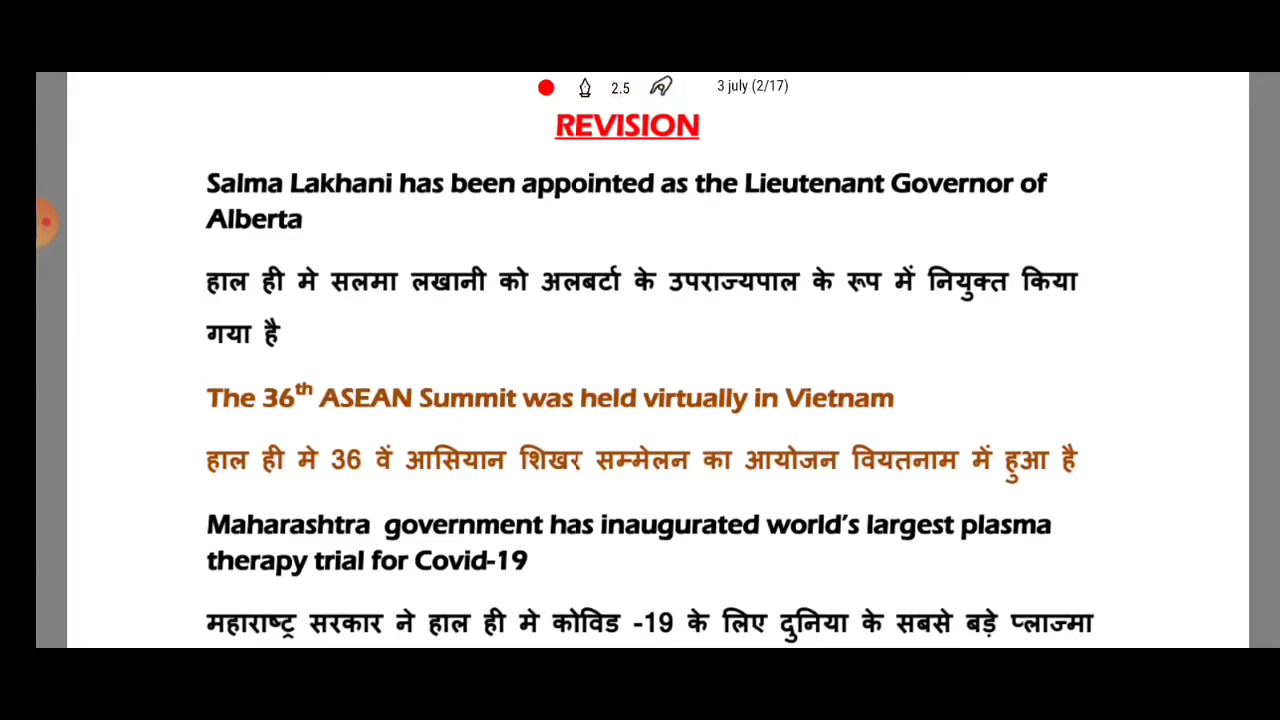 2.5 3 july (2/17)
REVISION
Salma Lakhani has been appointed as the Lieutenant Governor of
Alberta
हाल ही मे सलमा लखानी को अलबर्टा के उपराज्यपाल के रूप में नियुक्त किया
गया है
The 36th ASEAN Summit was held virtually in Vietnam
हाल ही मे 36 वें आसियान शिखर सम्मेलन का आयोजन वियतनाम में हुआ है
Maharashtra government has inaugurated world's largest plasma
therapy trial for Covid-19
महाराष्ट्र सरकार ने हाल ही मे कोविड -19 के लिए दुनिया के सबसे बड़े प्लाज्मा